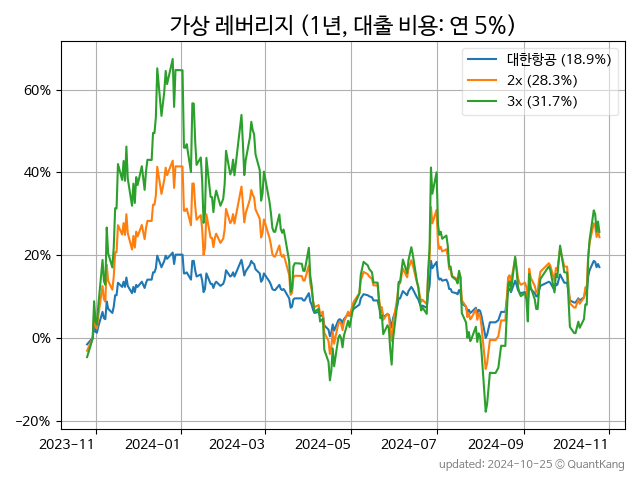 가상 레버리지 (1년, 대출 비용: 연 5%)
대한항공 (18.9%)
2x (28.3%)
3x (31.7%)
60%
40%
20%
0%
−20%
2023-11 2024-01 2024-03 2024-05 2024-07 2024-09 2024-11
updated: 2024-10-25 © QuantKang